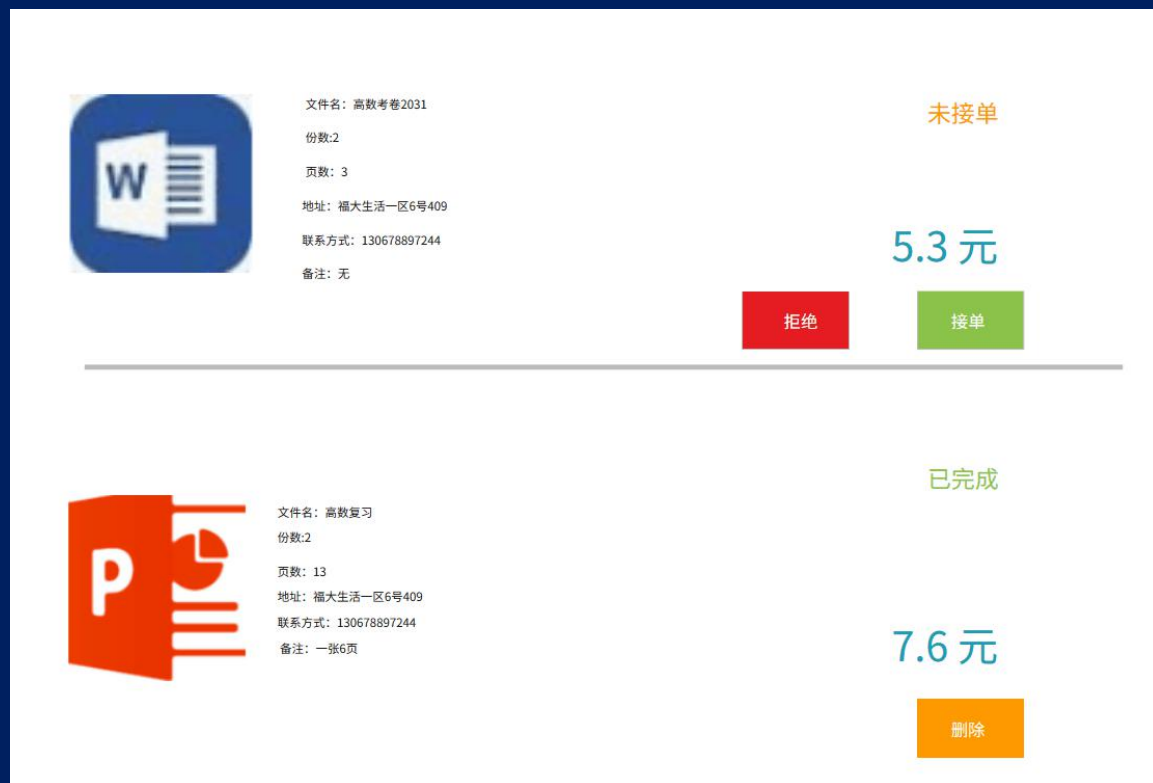 W
文件名：高数考卷2031
未接单
份数:2
页数：3
地址：福大生活一区6号409
联系方式：130678897244
5.3 元
备注：无
拒绝
接单
已完成
P
文件名：高数复习
份数:2
页数：13
地址：福大生活一区6号409
联系方式：130678897244
备注：一张6页
7.6 元
删除